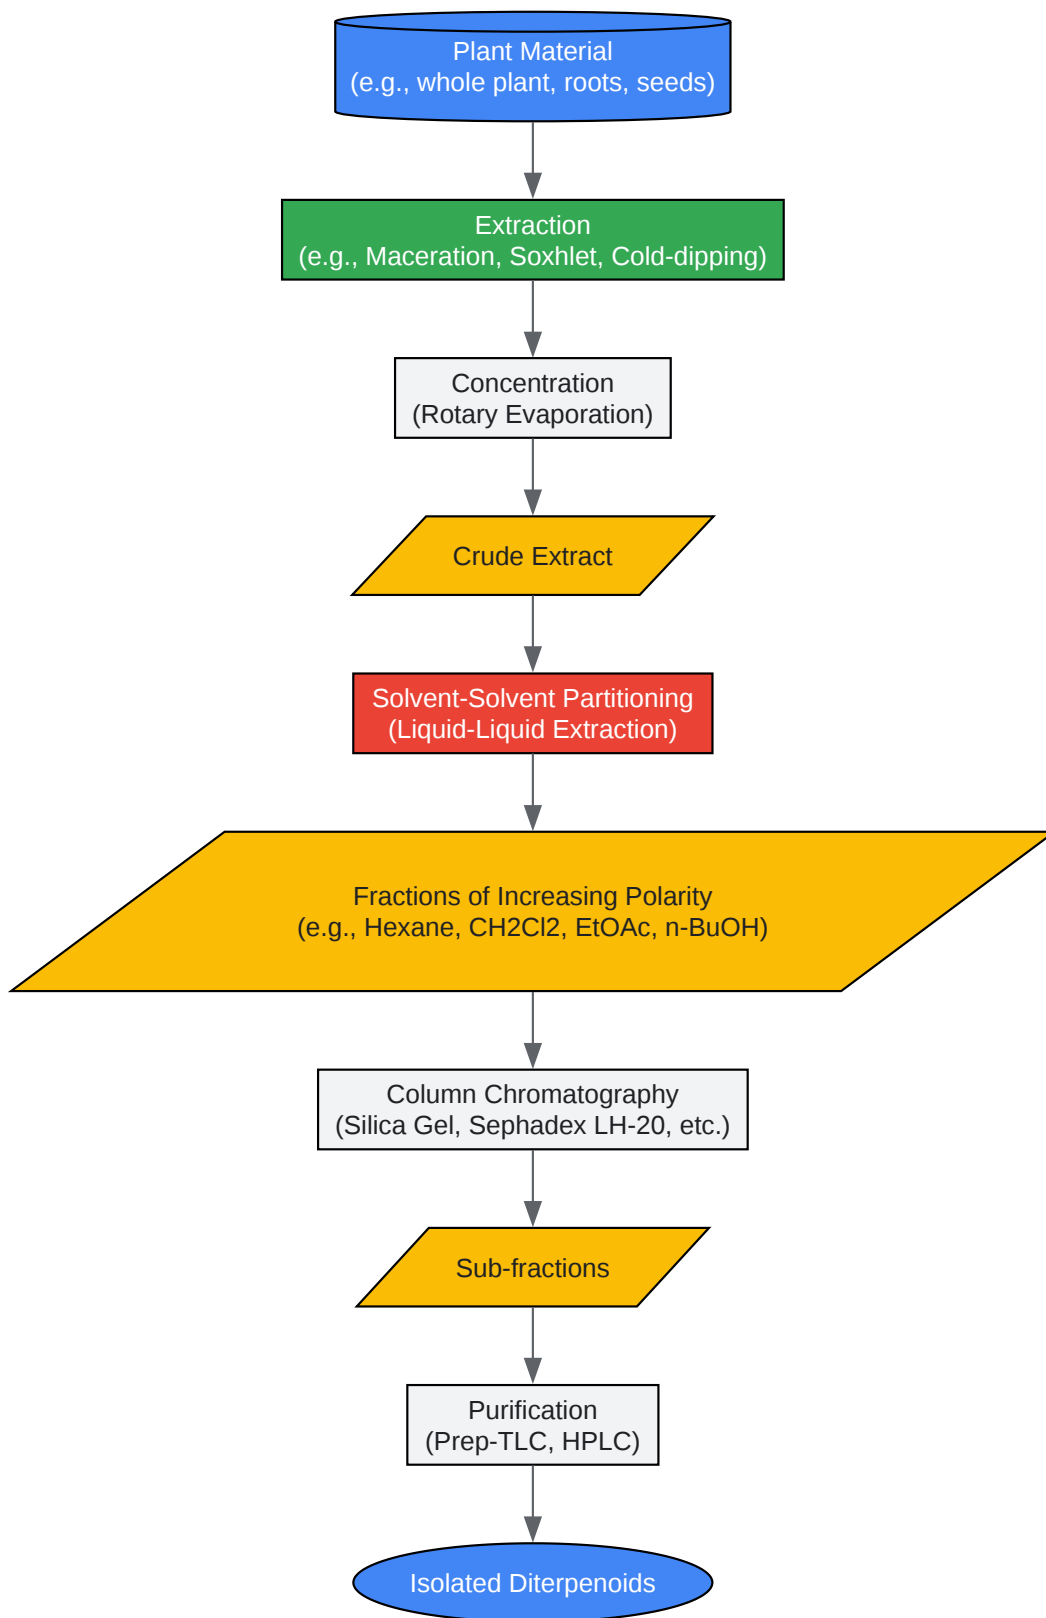 Plant Material
(e.g., whole plant, roots, seeds)
Extraction
(e.g., Maceration, Soxhlet, Cold-dipping)
Concentration
(Rotary Evaporation)
Crude Extract
Solvent-Solvent Partitioning
(Liquid-Liquid Extraction)
Fractions of Increasing Polarity
(e.g., Hexane, CH2Cl2, EtOAc, n-BuOH)
Column Chromatography
(Silica Gel, Sephadex LH-20, etc.)
Sub-fractions
Purification
(Prep-TLC, HPLC)
Isolated Diterpenoids